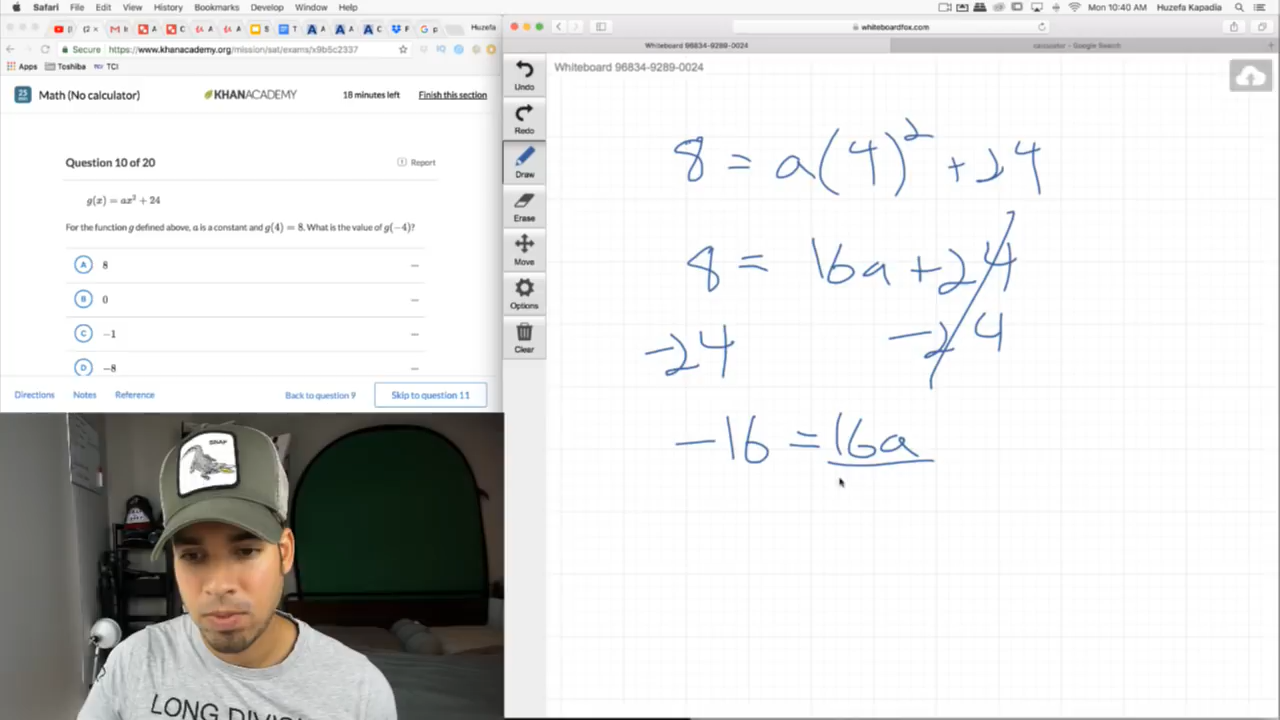 Safari File Edit View History Bookmarks Develop Window Help
Mon 10:40 AM Huzefa Kapadia
Huzefa
Secure https://www.khanacademy.org/mission/sat/exams/x9b5c2337
Apps Toshiba TCI
whiteboardfox.com
Whiteboard 96834-9289-0024
calculator - Google Search
Math (No calculator)
KHANACADEMY
18 minutes left
Finish this section
Question 10 of 20
Report
g(x) = ax² + 24
For the function g defined above, a is a constant and g(4) = 8. What is the value of g(−4)?
A 8
B 0
C −1
D −8
Directions Notes Reference
Back to question 9
Skip to question 11
Whiteboard 96834-9289-0024
Undo
Redo
Draw
Erase
Move
Options
Clear
8 = a(4)² + 24
8 = 16a + 24
−24 −24
−16 = 16a
SNAP
LONG DIVISI